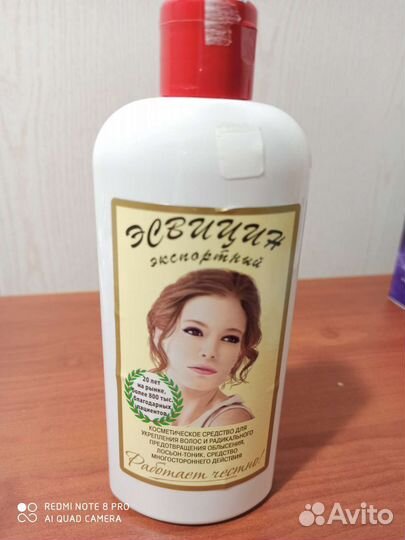 ЭСВИЦИН
экспортный
20 лет
на рынке,
более 800 тыс.
благодарных
пациентов
КОСМЕТИЧЕСКОЕ СРЕДСТВО ДЛЯ
УКРЕПЛЕНИЯ ВОЛОС И РАДИКАЛЬНОГО
ПРЕДОТВРАЩЕНИЯ ОБЛЫСЕНИЯ,
ЛОСЬОН-ТОНИК, СРЕДСТВО
МНОГОСТОРОННЕГО ДЕЙСТВИЯ
Работает честно!
REDMI NOTE 8 PRO
AI QUAD CAMERA
Avito